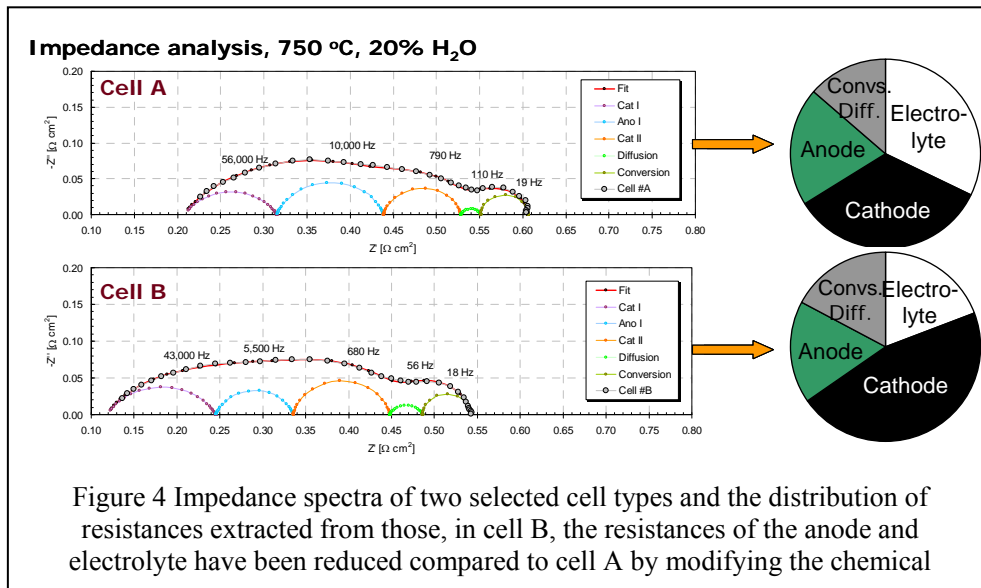 Impedance analysis, 750 ºC, 20% H₂O
Cell A
0.20
0.15
0.10
0.05
0.00
-Z'' [Ω cm²]
56,000 Hz
10,000 Hz
790 Hz
110 Hz
19 Hz
Fit
Cat I
Ano I
Cat II
Diffusion
Conversion
Cell #A
0.10 0.15 0.20 0.25 0.30 0.35 0.40 0.45 0.50 0.55 0.60 0.65 0.70 0.75 0.80
Z' [Ω cm²]
Convs.
Diff.
Electro-
lyte
Anode
Cathode
Cell B
0.20
0.15
0.10
0.05
0.00
-Z'' [Ω cm²]
43,000 Hz
5,500 Hz
680 Hz
56 Hz
18 Hz
Fit
Cat I
Ano I
Cat II
Diffusion
Conversion
Cell #B
0.10 0.15 0.20 0.25 0.30 0.35 0.40 0.45 0.50 0.55 0.60 0.65 0.70 0.75 0.80
Z' [Ω cm²]
Convs.
Diff.
Electro-
lyte
Anode
Cathode
Figure 4 Impedance spectra of two selected cell types and the distribution of
resistances extracted from those, in cell B, the resistances of the anode and
electrolyte have been reduced compared to cell A by modifying the chemical